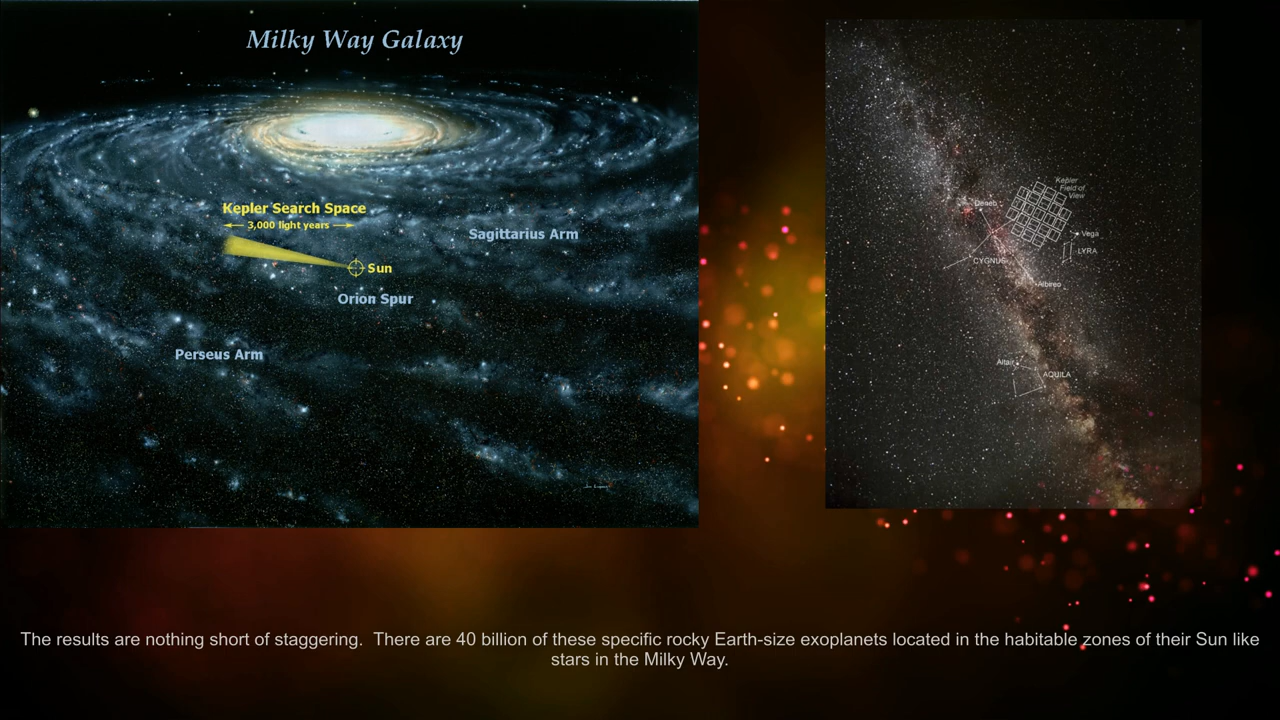 Milky Way Galaxy
Kepler Search Space
3,000 light years
Sun
Sagittarius Arm
Orion Spur
Perseus Arm
Kepler
Field of
View
Deneb
Vega
LYRA
CYGNUS
Albireo
Altair
AQUILA
The results are nothing short of staggering.  There are 40 billion of these specific rocky Earth-size exoplanets located in the habitable zones of their Sun like
stars in the Milky Way.